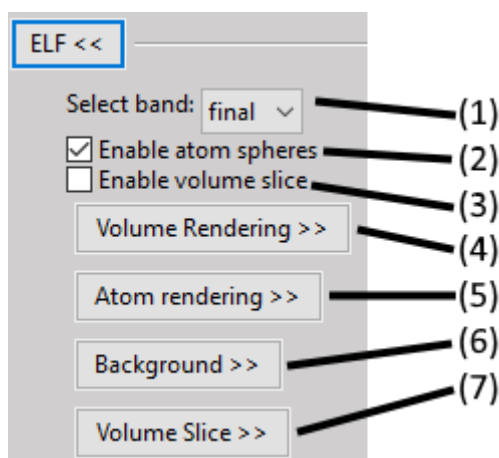 ELF <<
Select band: final (1)
Enable atom spheres (2)
Enable volume slice (3)
Volume Rendering >> (4)
Atom rendering >> (5)
Background >> (6)
Volume Slice >> (7)